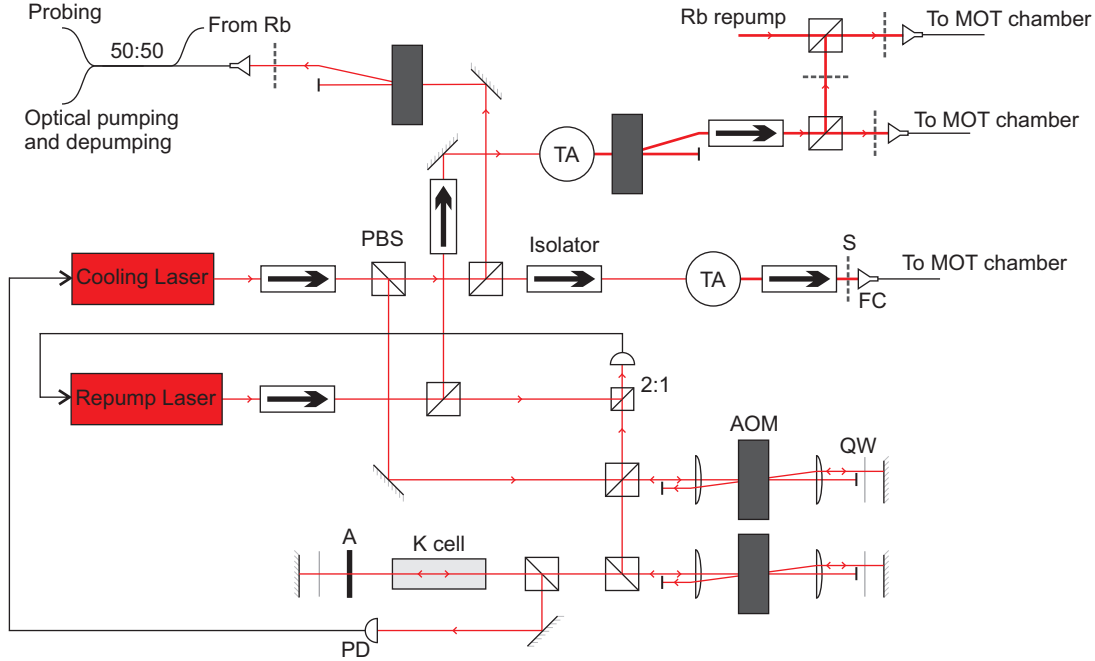 Probing
50:50
From Rb
Optical pumping
and depumping
Rb repump
To MOT chamber
To MOT chamber
TA
PBS
Isolator
S
Cooling Laser
TA
To MOT chamber
FC
Repump Laser
2:1
AOM
QW
A
K cell
PD